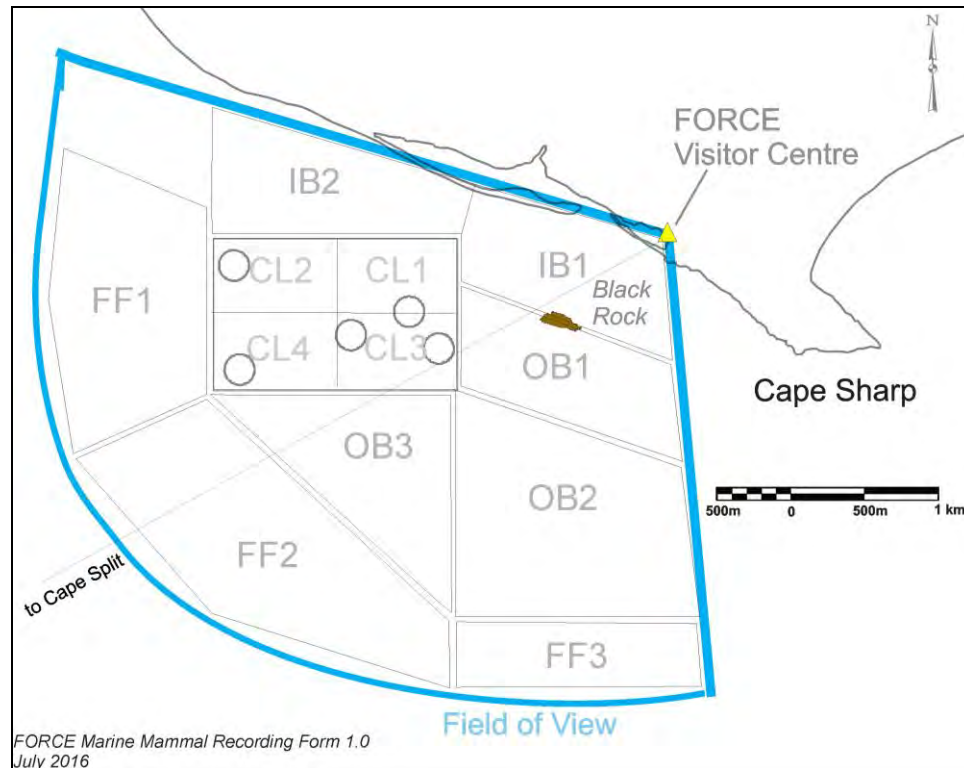 N
FORCE
Visitor Centre
IB2
CL2
CL1
IB1
FF1
Black
Rock
CL4
CL3
OB1
Cape Sharp
OB3
OB2
500m 0 500m 1 km
FF2
to Cape Split
FF3
Field of View
FORCE Marine Mammal Recording Form 1.0
July 2016